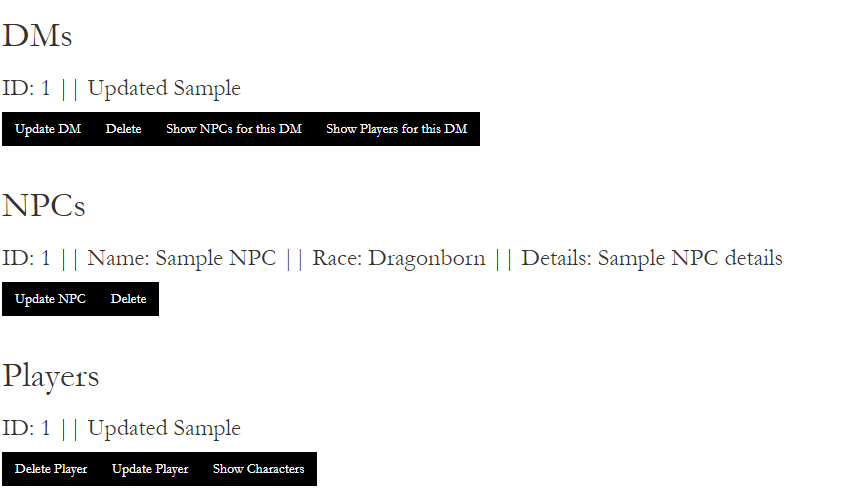 DMs
ID: 1 || Updated Sample
Update DM Delete Show NPCs for this DM Show Players for this DM
NPCs
ID: 1 || Name: Sample NPC || Race: Dragonborn || Details: Sample NPC details
Update NPC Delete
Players
ID: 1 || Updated Sample
Delete Player Update Player Show Characters